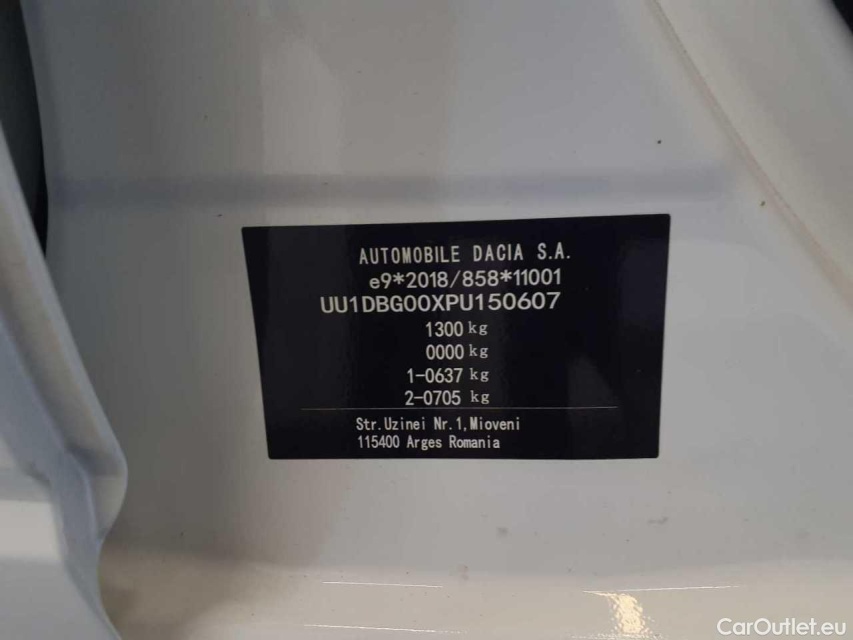 AUTOMOBILE DACIA S.A.
e9*2018/858*11001
UU1DBG00XPU150607
1300 kg
0000 kg
1-0637 kg
2-0705 kg
Str.Uzinei Nr.1,Mioveni
115400 Arges Romania
CarOutlet.eu